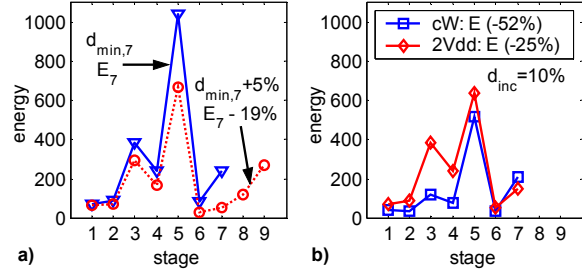 1000
800
600
400
200
0
energy
d_min,7
E_7
d_min,7+5%
E_7 - 19%
1 2 3 4 5 6 7 8 9
a) stage
1000
800
600
400
200
0
energy
cW: E (-52%)
2Vdd: E (-25%)
d_inc=10%
1 2 3 4 5 6 7 8 9
b) stage